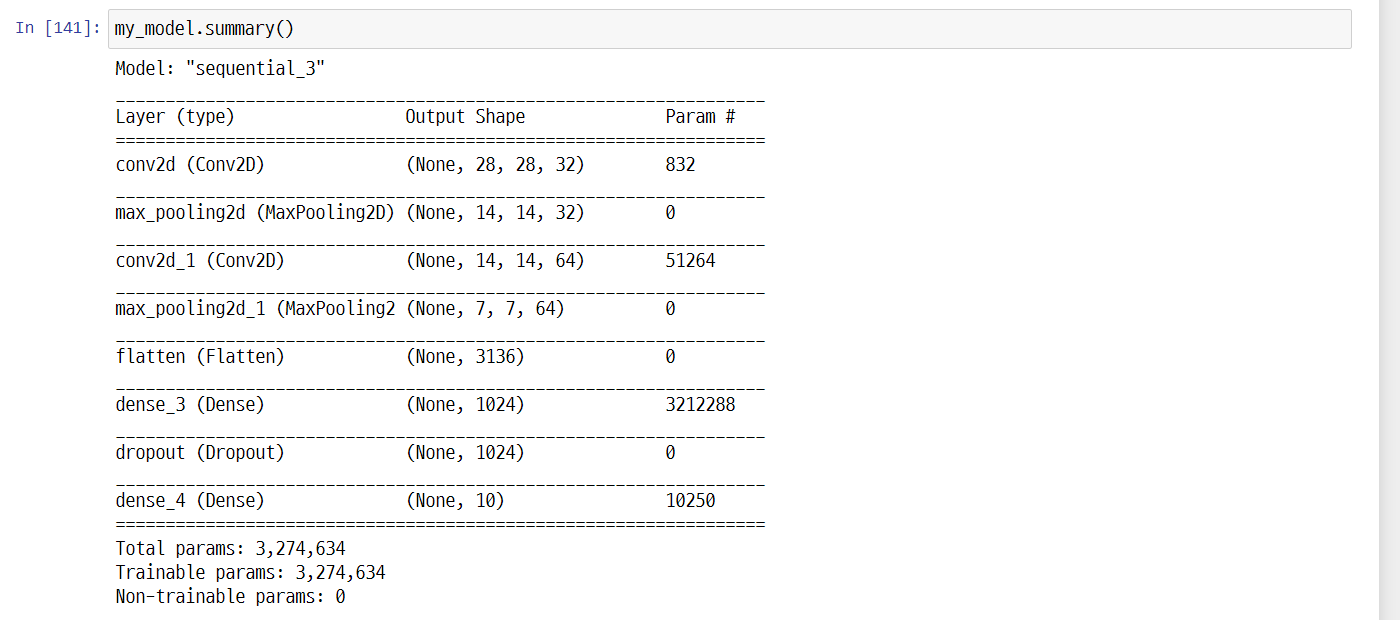 In [141]: my_model.summary()
Model: "sequential_3"
_________________________________________________________________
Layer (type)                 Output Shape              Param #
=================================================================
conv2d (Conv2D)              (None, 28, 28, 32)        832
_________________________________________________________________
max_pooling2d (MaxPooling2D) (None, 14, 14, 32)        0
_________________________________________________________________
conv2d_1 (Conv2D)            (None, 14, 14, 64)        51264
_________________________________________________________________
max_pooling2d_1 (MaxPooling2 (None, 7, 7, 64)          0
_________________________________________________________________
flatten (Flatten)            (None, 3136)              0
_________________________________________________________________
dense_3 (Dense)              (None, 1024)              3212288
_________________________________________________________________
dropout (Dropout)            (None, 1024)              0
_________________________________________________________________
dense_4 (Dense)              (None, 10)                10250
=================================================================
Total params: 3,274,634
Trainable params: 3,274,634
Non-trainable params: 0